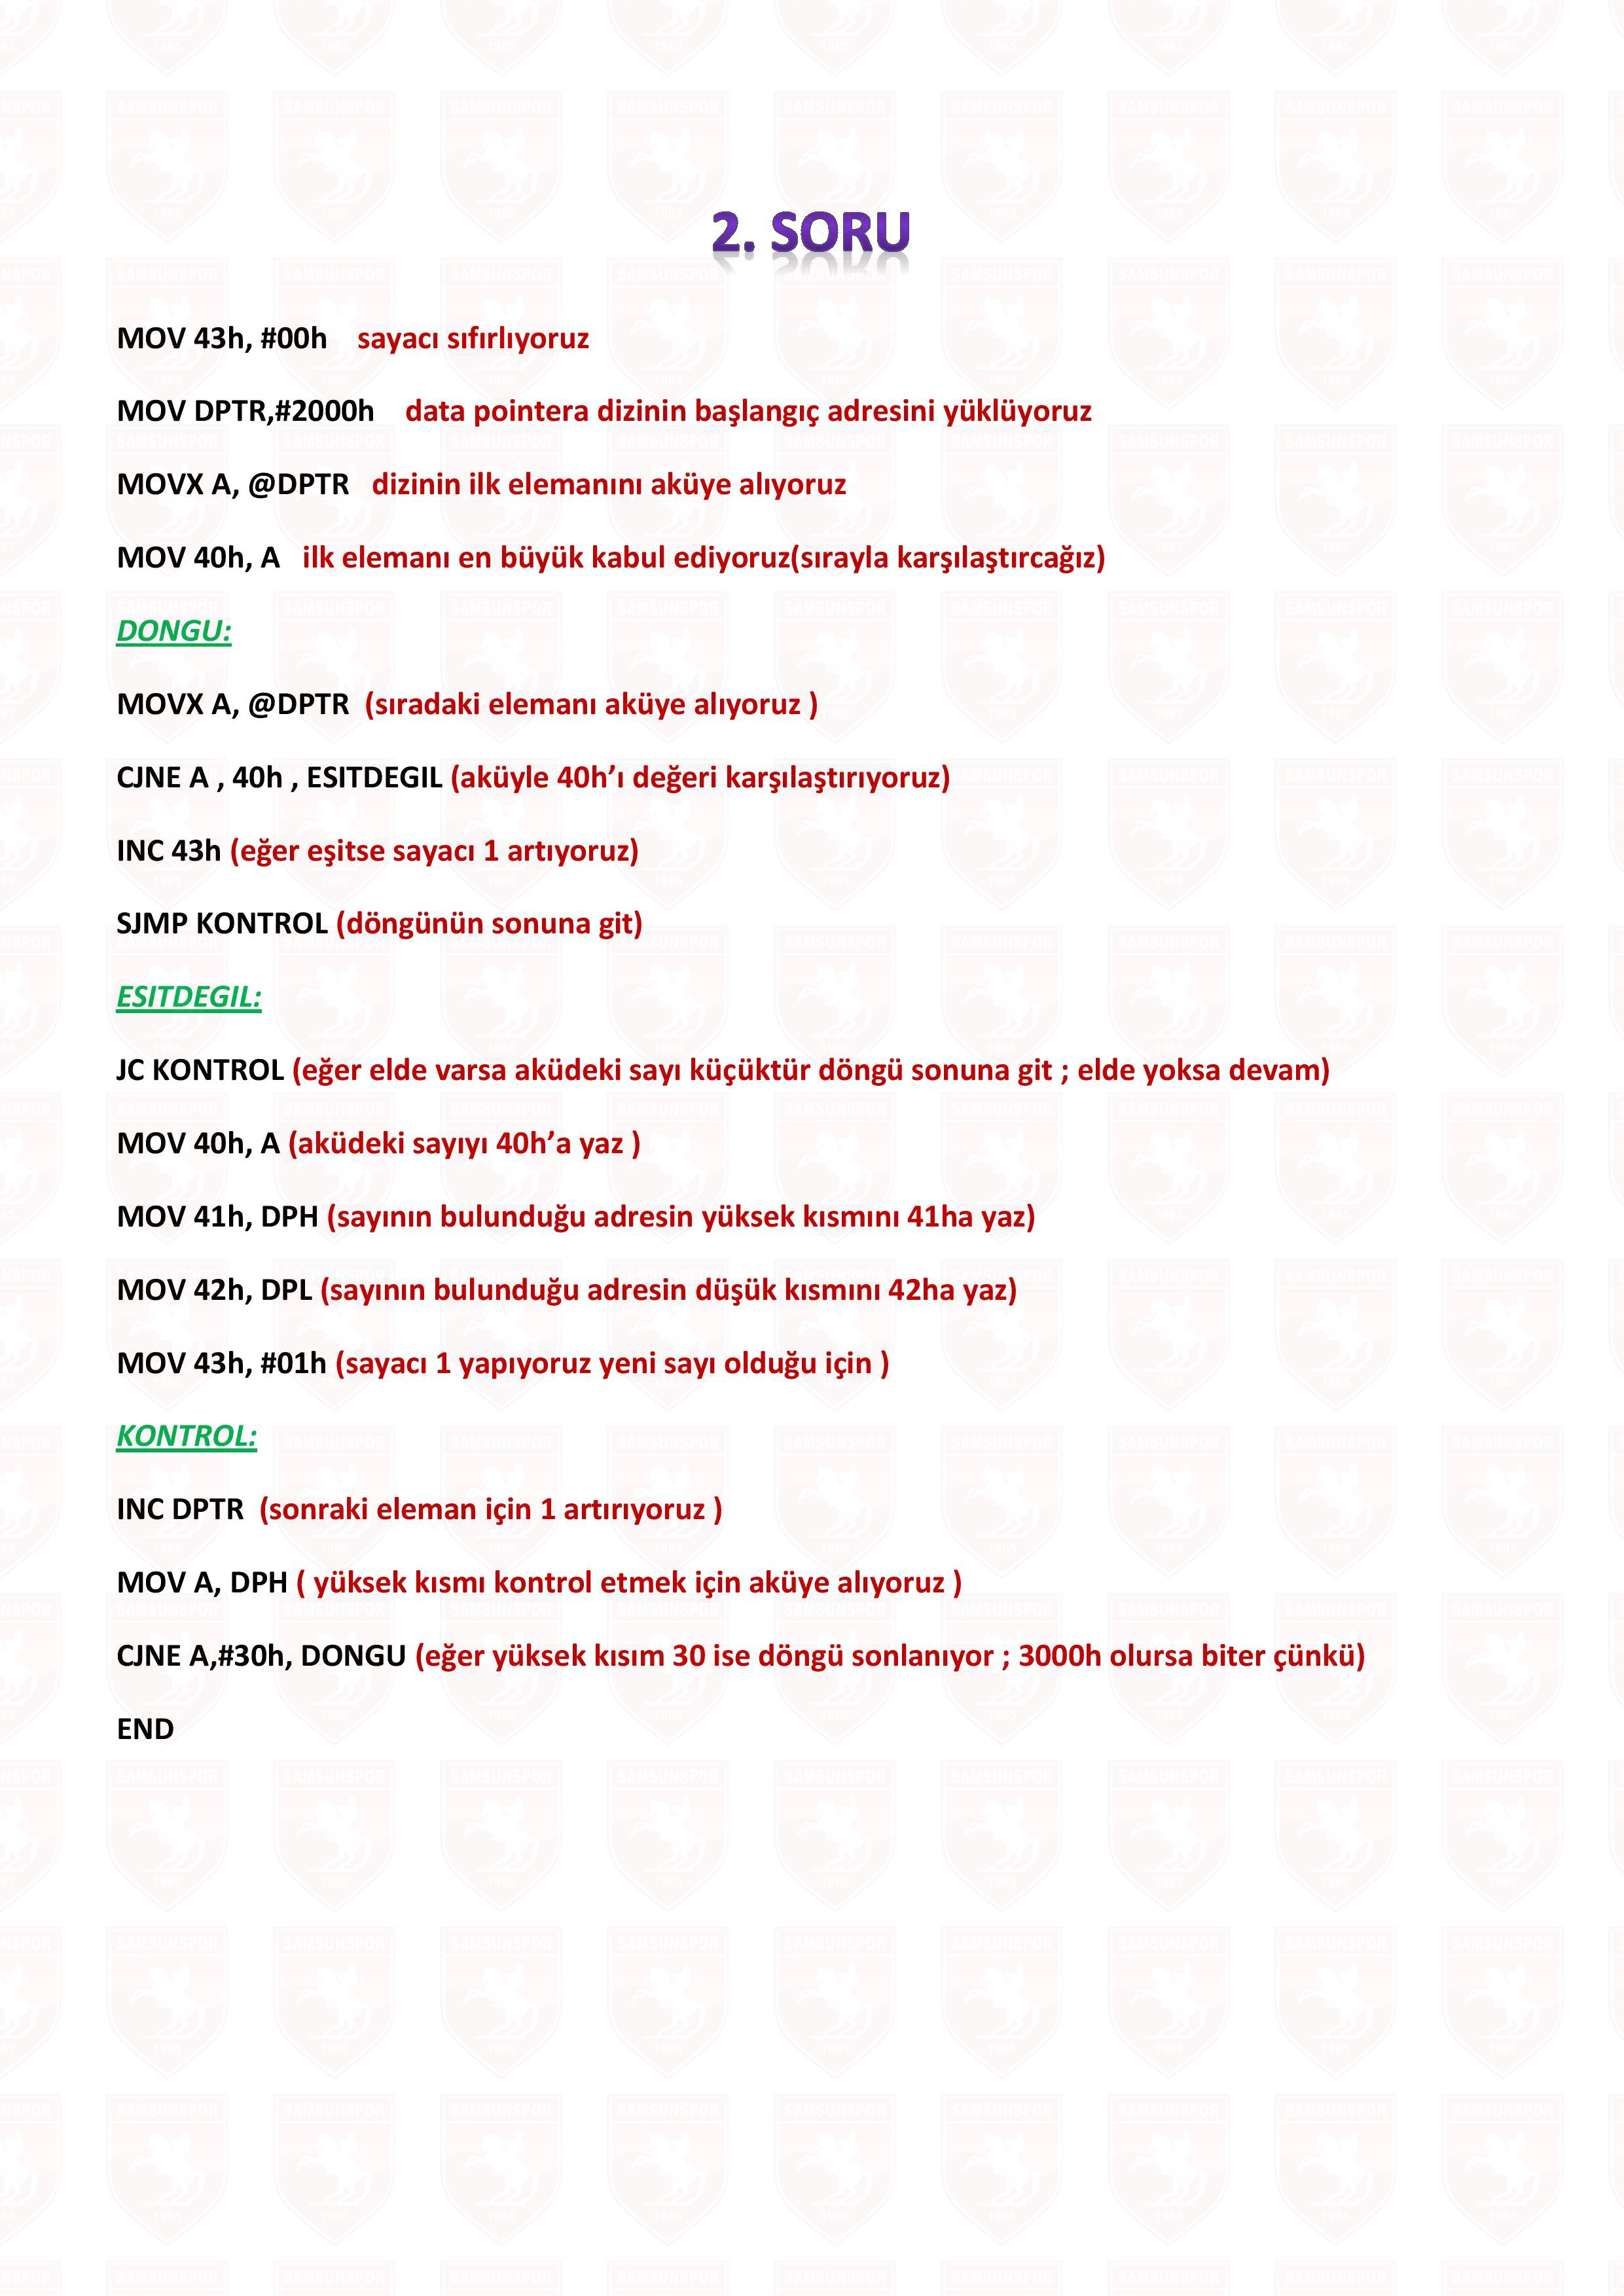 2. SORU
MOV 43h, #00h sayacı sıfırlıyoruz
MOV DPTR,#2000h data pointera dizinin başlangıç adresini yüklüyoruz
MOVX A, @DPTR dizinin ilk elemanını aküye alıyoruz
MOV 40h, A ilk elemanı en büyük kabul ediyoruz(sırayla karşılaştırcağız)
DONGU:
MOVX A, @DPTR (sıradaki elemanı aküye alıyoruz )
CJNE A , 40h , ESITDEGIL (aküyle 40h’ı değeri karşılaştırıyoruz)
INC 43h (eğer eşitse sayacı 1 artıyoruz)
SJMP KONTROL (döngünün sonuna git)
ESITDEGIL:
JC KONTROL (eğer elde varsa aküdeki sayı küçüktür döngü sonuna git ; elde yoksa devam)
MOV 40h, A (aküdeki sayıyı 40h’a yaz )
MOV 41h, DPH (sayının bulunduğu adresin yüksek kısmını 41ha yaz)
MOV 42h, DPL (sayının bulunduğu adresin düşük kısmını 42ha yaz)
MOV 43h, #01h (sayacı 1 yapıyoruz yeni sayı olduğu için )
KONTROL:
INC DPTR (sonraki eleman için 1 artırıyoruz )
MOV A, DPH ( yüksek kısmı kontrol etmek için aküye alıyoruz )
CJNE A,#30h, DONGU (eğer yüksek kısım 30 ise döngü sonlanıyor ; 3000h olursa biter çünkü)
END